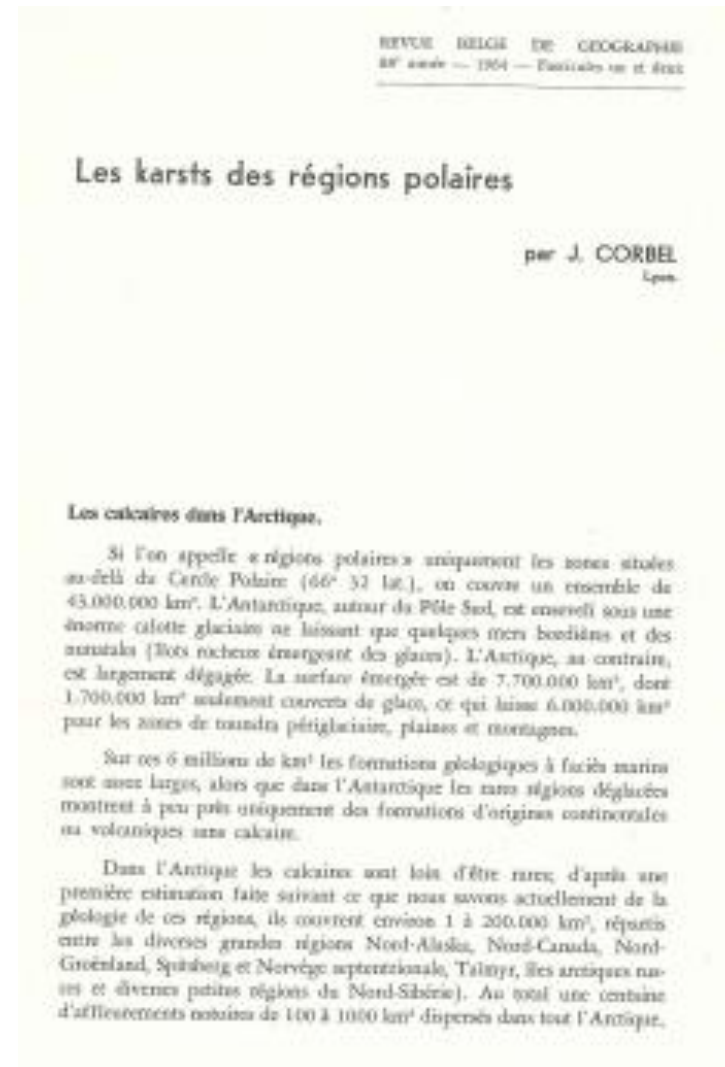 REVUE BELGE DE GEOGRAPHIE
88e année — 1964 — Fascicules un et deux
Les karsts des régions polaires
par J. CORBEL
Lyon.
Les calcaires dans l'Arctique.
Si l'on appelle « régions polaires » uniquement les zones situées
au-delà du Cercle Polaire (66° 32 lat.), on couvre un ensemble de
43.000.000 km². L'Antarctique, autour du Pôle Sud, est enseveli sous une
énorme calotte glaciaire ne laissant que quelques mers bordières et des
nunataks (îlots rocheux émergeant des glaces). L'Arctique, au contraire,
est largement dégagée. La surface émergée est de 7.700.000 km², dont
1.700.000 km² seulement couverts de glace, ce qui laisse 6.000.000 km²
pour les zones de toundra périglaciaire, plaines et montagnes.
Sur ces 6 millions de km² les formations géologiques à faciès marins
sont assez larges, alors que dans l'Antarctique les rares régions déglacées
montrent à peu près uniquement des formations d'origines continentales
ou volcaniques sans calcaire.
Dans l'Arctique les calcaires sont loin d'être rares; d'après une
première estimation faite suivant ce que nous savons actuellement de la
géologie de ces régions, ils couvrent environ 1 à 200.000 km², répartis
entre les diverses grandes régions Nord-Alaska, Nord-Canada, Nord-
Groënland, Spitsberg et Norvège septentrionale, Taïmyr, îles arctiques rus-
ses et diverses petites régions du Nord-Sibérie). Au total une centaine
d'affleurements notoires de 100 à 1000 km² dispersés dans tout l'Arctique.